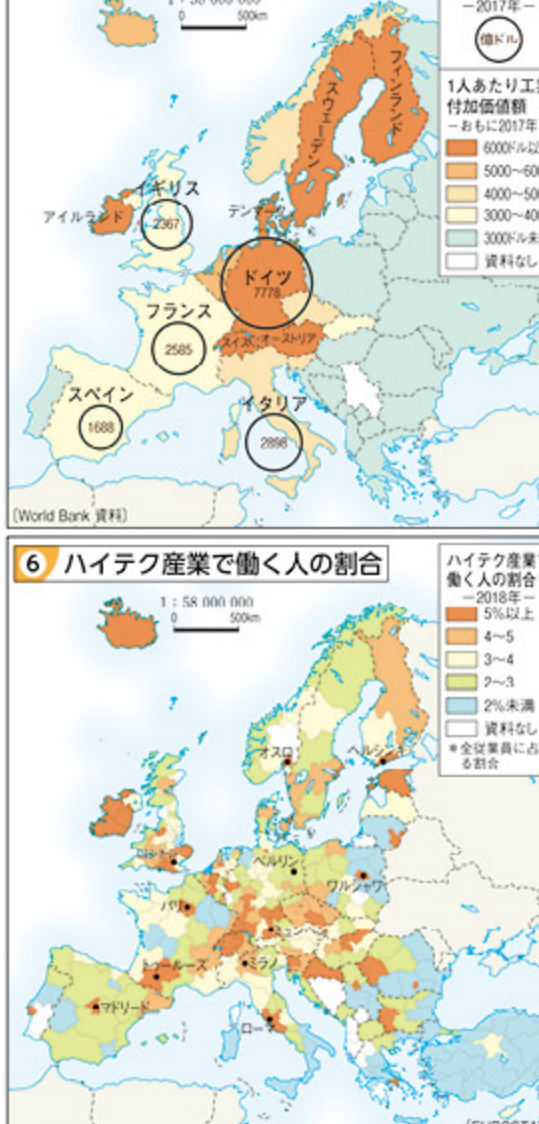 1：58 000 000
0 500km
－2017年－
億ドル
1人あたり工業
付加価値額
－おもに2017年
6000ドル以
5000～600
4000～500
3000～400
3000ドル未
資料なし
フィンランド
スウェーデン
イギリス
2367
アイルランド
デンマーク
ドイツ
7778
フランス
2585
スイス
オーストリア
スペイン
1688
イタリア
2898
〔World Bank 資料〕
6 ハイテク産業で働く人の割合
1：58 000 000
0 500km
ハイテク産業で
働く人の割合
－2018年－
5％以上
4～5
3～4
2～3
2％未満
資料なし
＊全従業員に占
る割合
オスロ
ヘルシンキ
ロンドン
ベルリン
ワルシャワ
パリ
ミュンヘン
トゥールーズ
ミラノ
マドリード
ローマ